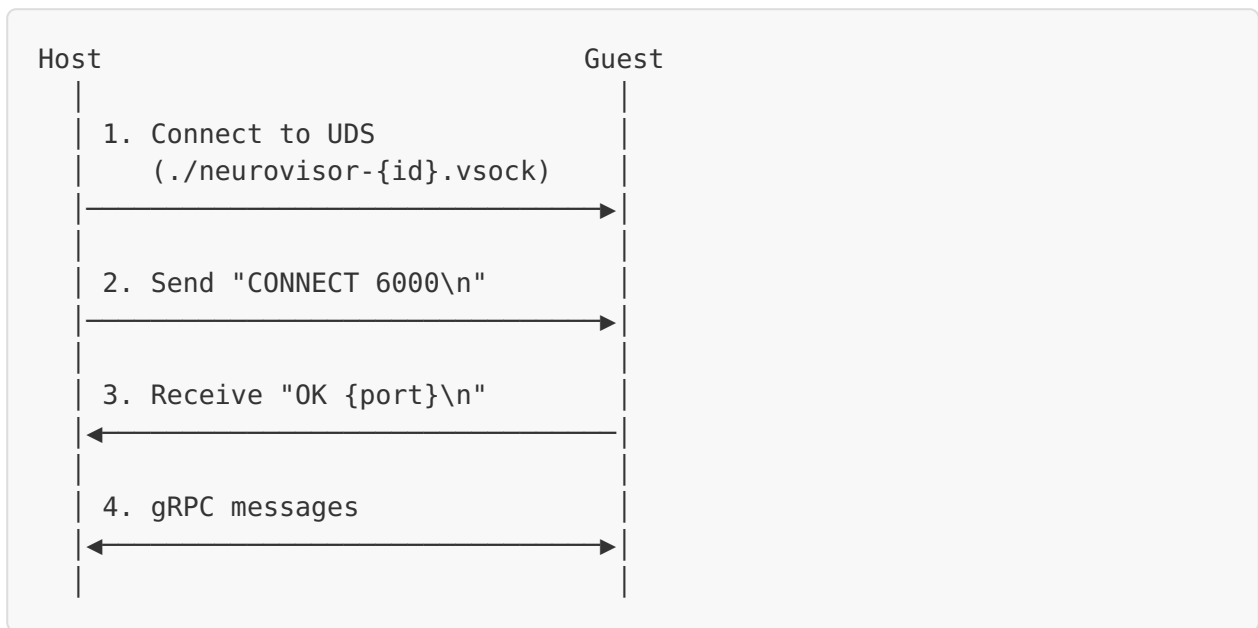 Host Guest
1. Connect to UDS
(./neurovisor-{id}.vsock)
2. Send "CONNECT 6000\n"
3. Receive "OK {port}\n"
4. gRPC messages